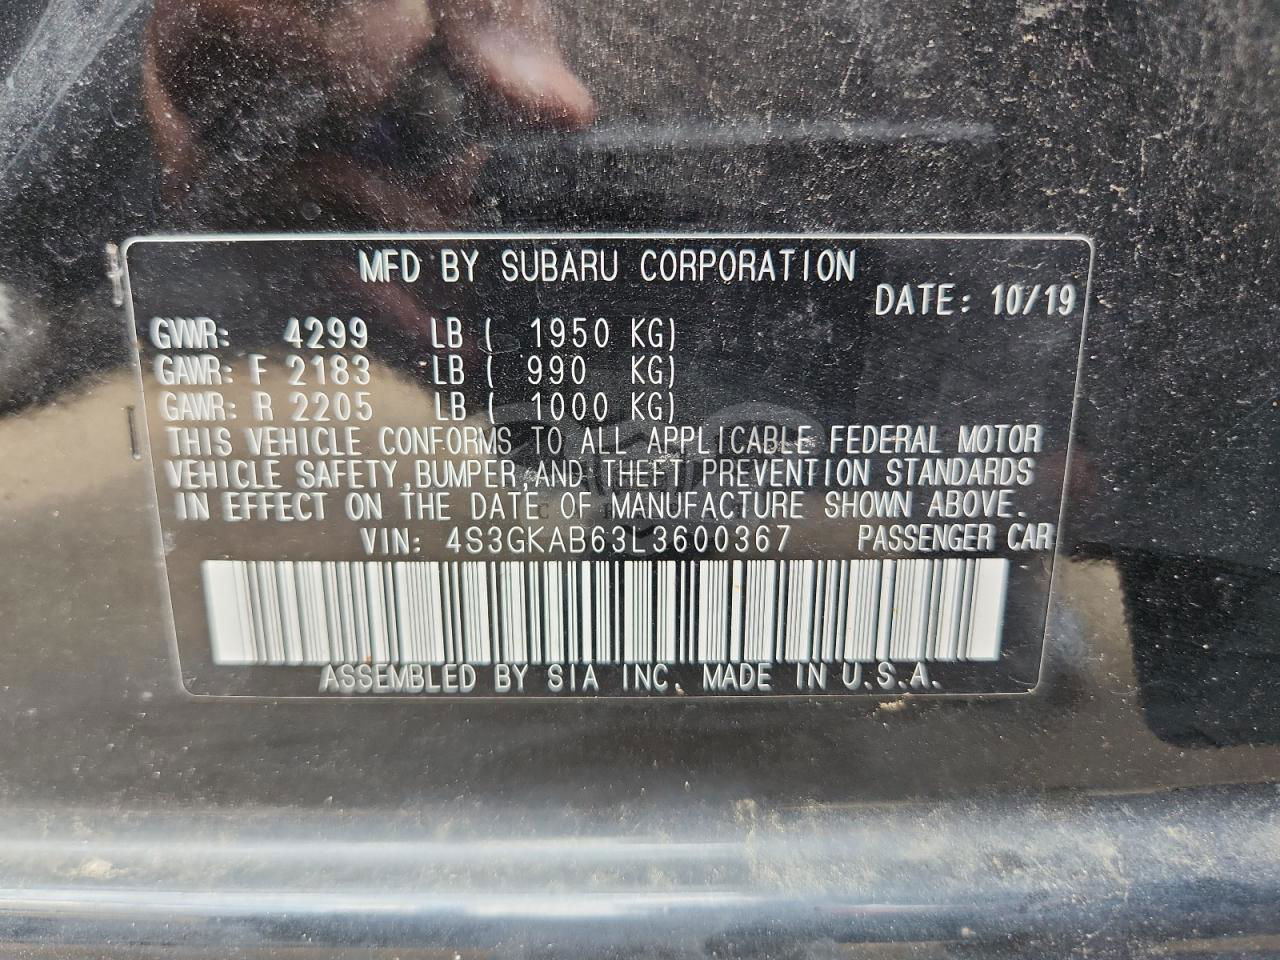 MFD BY SUBARU CORPORATION
DATE: 10/19
GVWR: 4299 LB ( 1950 KG)
GAWR: F 2183 LB ( 990 KG)
GAWR: R 2205 LB ( 1000 KG)
THIS VEHICLE CONFORMS TO ALL APPLICABLE FEDERAL MOTOR
VEHICLE SAFETY, BUMPER, AND THEFT PREVENTION STANDARDS
IN EFFECT ON THE DATE OF MANUFACTURE SHOWN ABOVE.
VIN: 4S3GKAB63L3600367 PASSENGER CAR
ASSEMBLED BY SIA INC. MADE IN U.S.A.